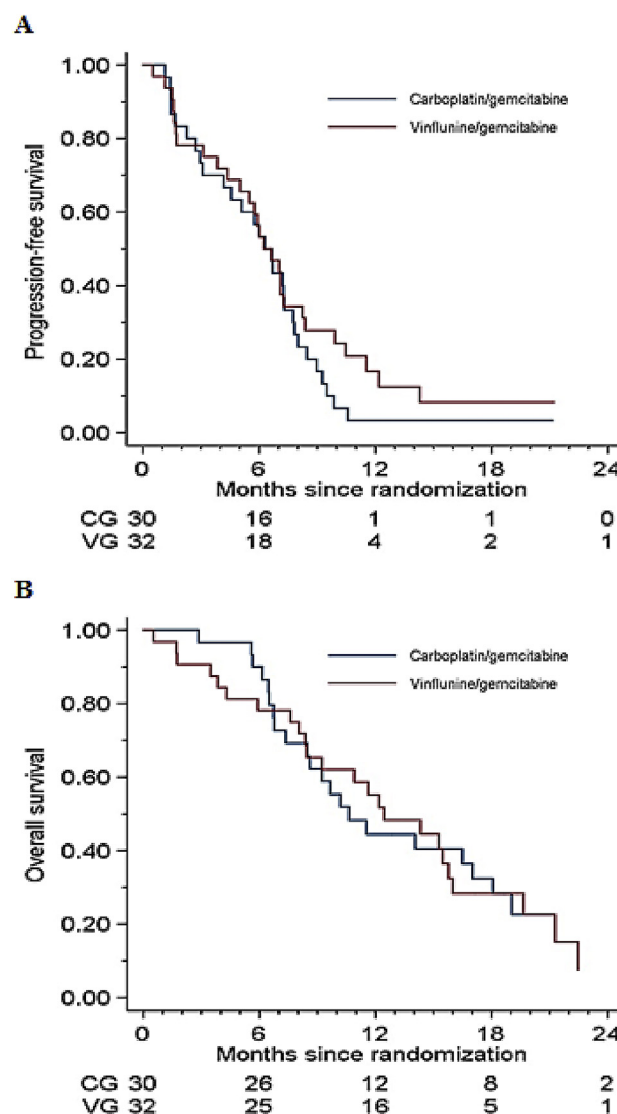 A
1.00
0.80
0.60
0.40
0.20
0.00
Progression-free survival
Carboplatin/gemcitabine
Vinflunine/gemcitabine
0 6 12 18 24
Months since randomization
CG 30 16 1 1 0
VG 32 18 4 2 1
B
1.00
0.80
0.60
0.40
0.20
0.00
Overall survival
Carboplatin/gemcitabine
Vinflunine/gemcitabine
0 6 12 18 24
Months since randomization
CG 30 26 12 8 2
VG 32 25 16 5 1